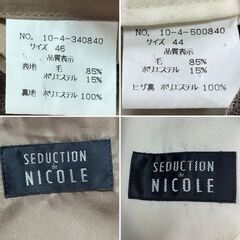 NO. 10-4-340840
サイズ 46
品質表示
表地 毛 85%
ポリエステル 15%
裏地 ポリエステル 100%
NO. 10-4-500840
サイズ 44
品質表示
毛 85%
ポリエステル 15%
ヒザ裏 ポリエステル 100%
SEDUCTION
de
NICOLE
SEDUCTION
de
NICOLE